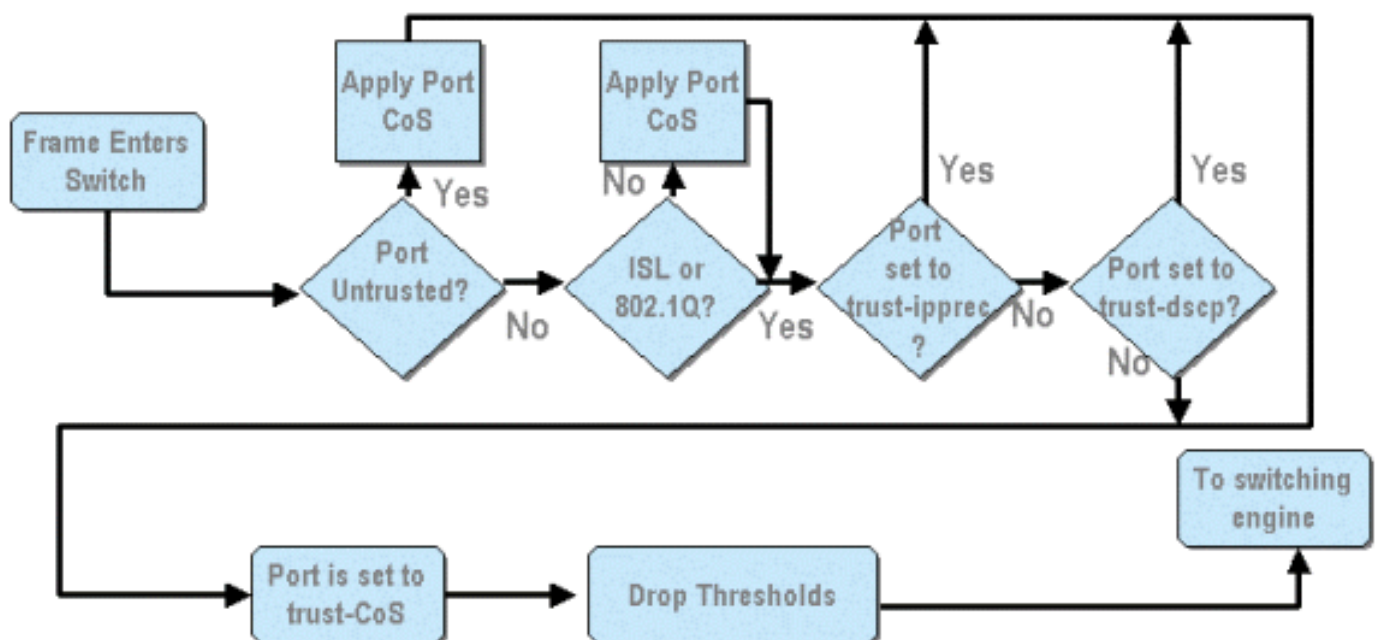 Frame Enters
Switch
Apply Port
CoS
Yes
Port
Untrusted?
No
Apply Port
CoS
No
ISL or
802.1Q?
Yes
Port
set to
trust-ipprec
?
Yes
No
Port set to
trust-dscp?
Yes
No
Port is set to
trust-CoS
Drop Thresholds
To switching
engine